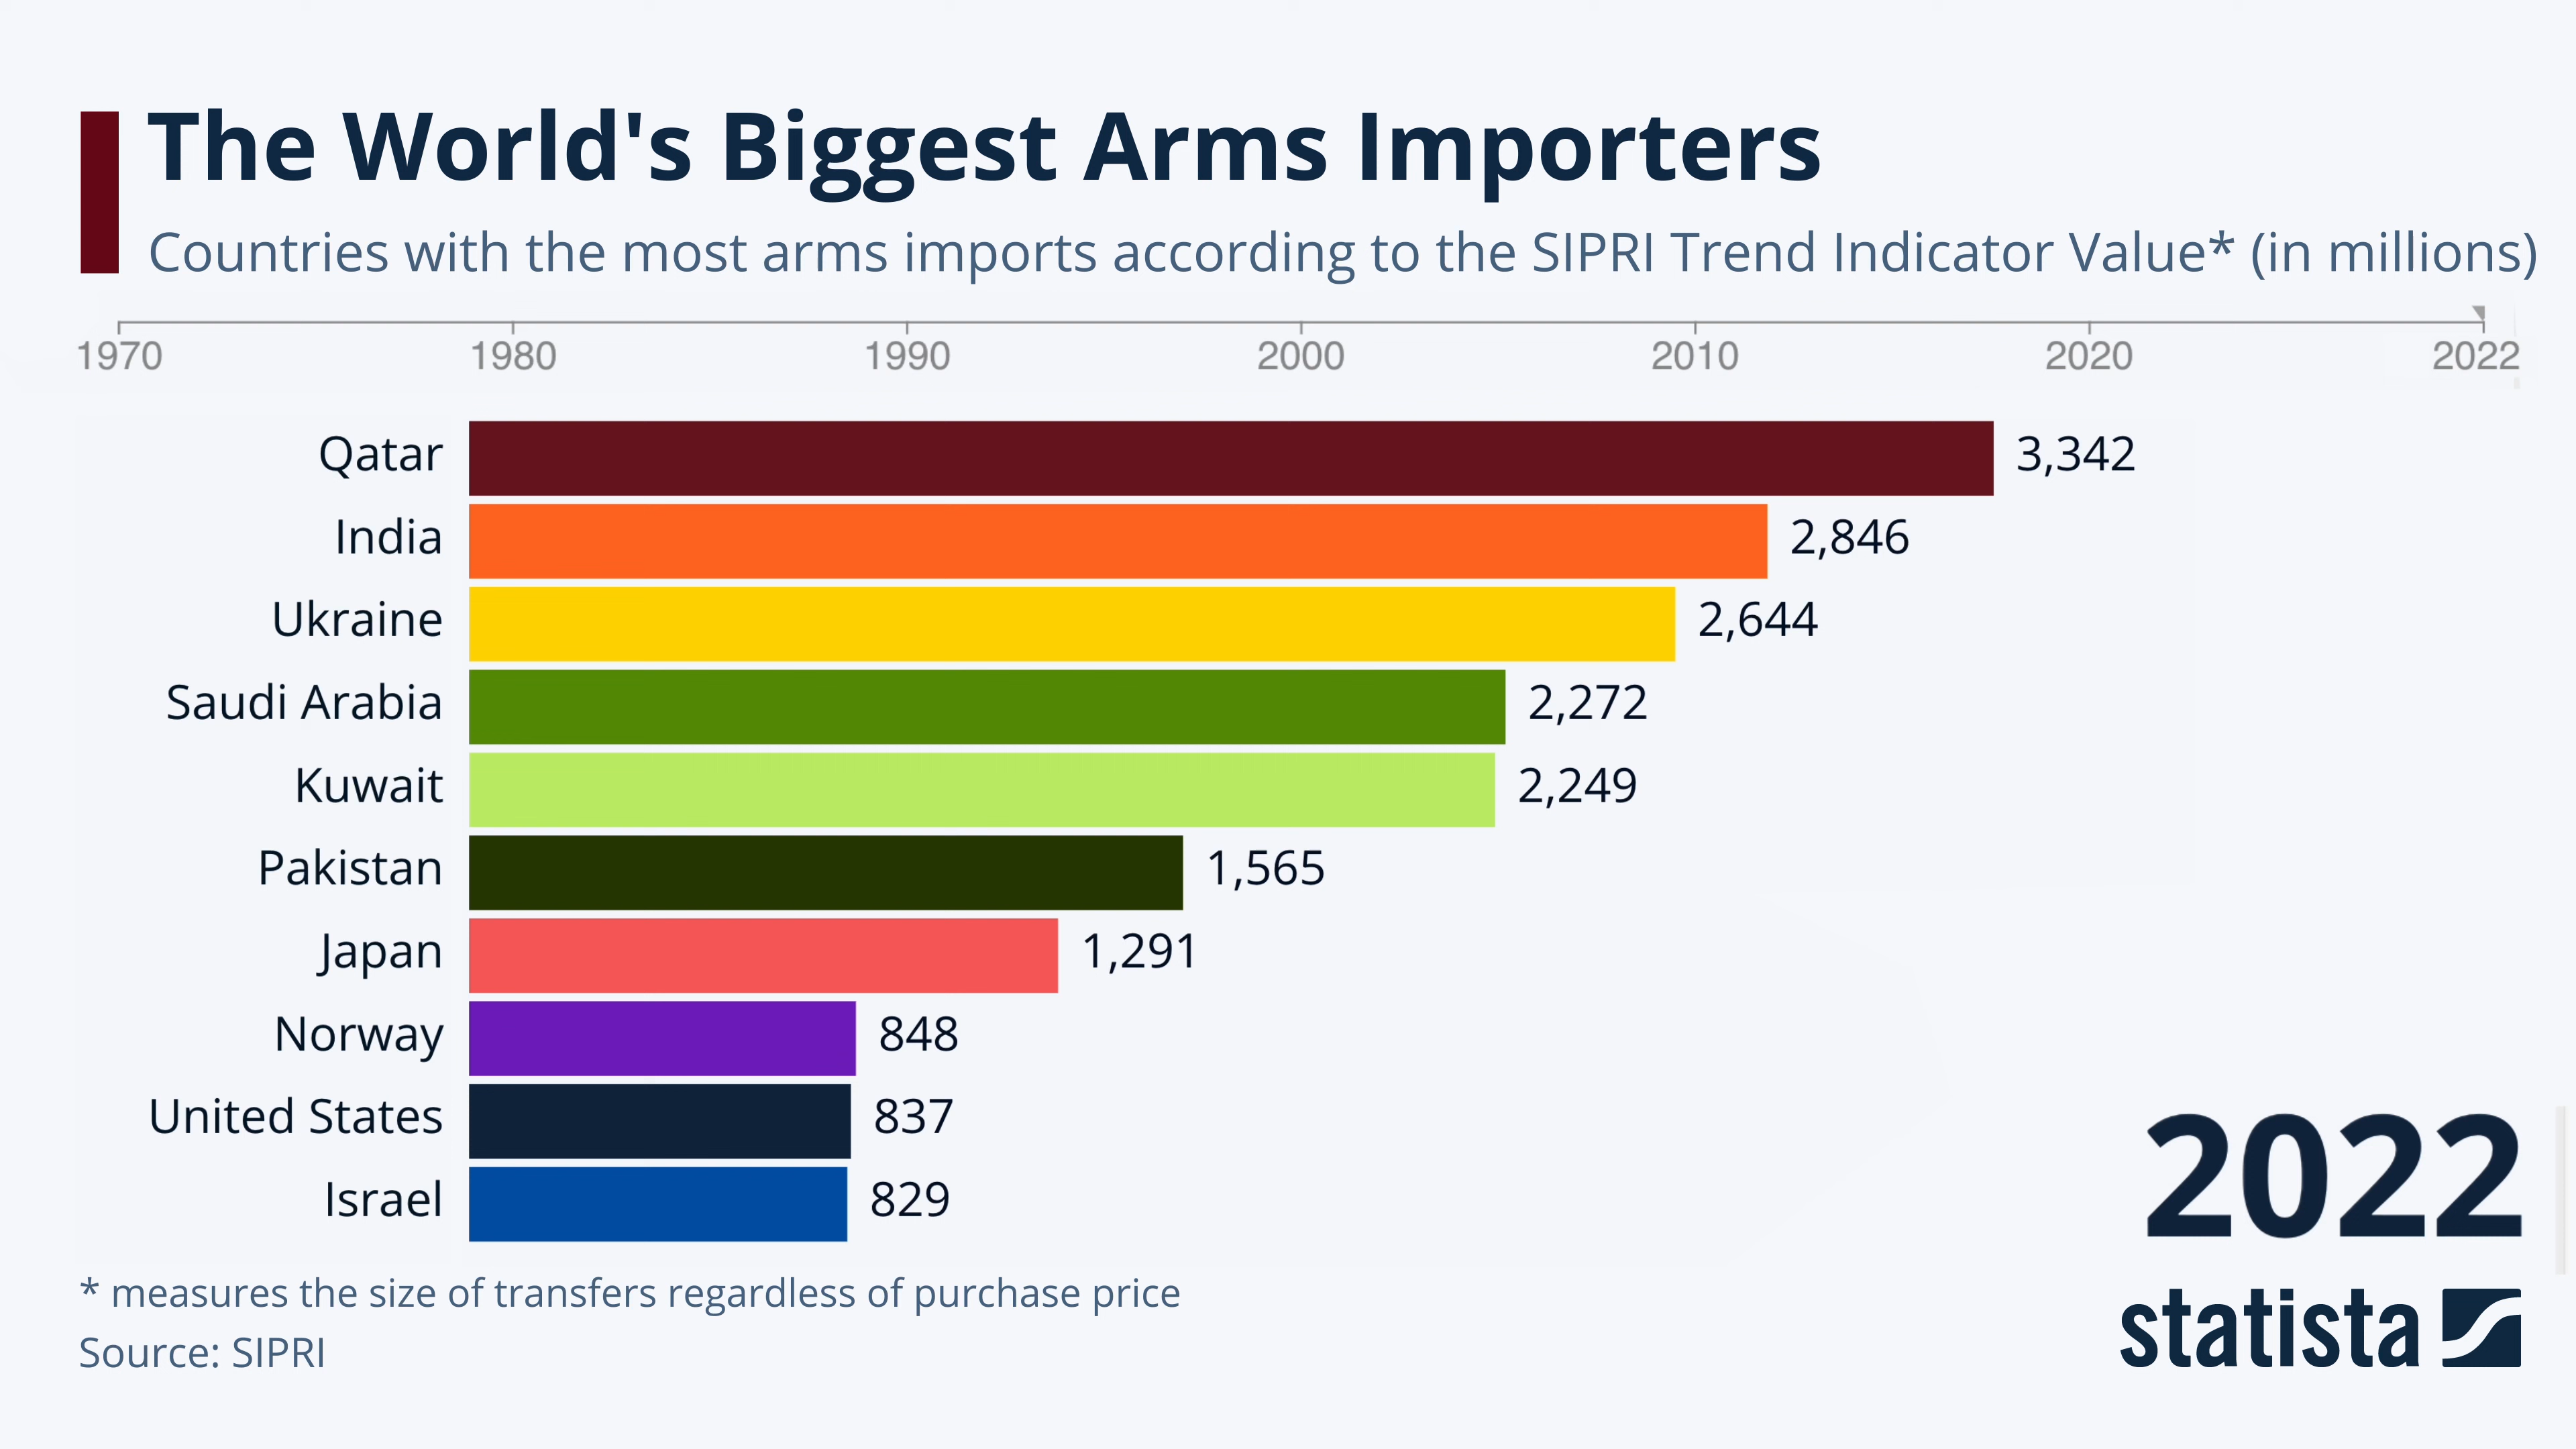 The World's Biggest Arms Importers
Countries with the most arms imports according to the SIPRI Trend Indicator Value* (in millions)
1970 1980 1990 2000 2010 2020 2022
Qatar 3,342
India 2,846
Ukraine 2,644
Saudi Arabia 2,272
Kuwait 2,249
Pakistan 1,565
Japan 1,291
Norway 848
United States 837
Israel 829
2022
* measures the size of transfers regardless of purchase price
Source: SIPRI
statista